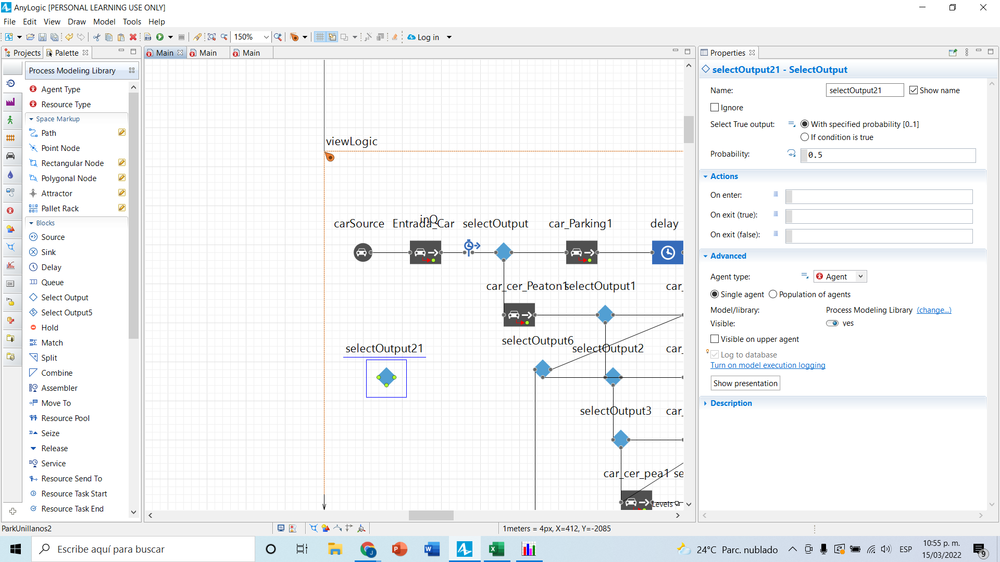 AnyLogic [PERSONAL LEARNING USE ONLY]
File Edit View Draw Model Tools Help
150% Log in
Projects Palette
Main Main Main
Properties
Process Modeling Library
Agent Type
Resource Type
Space Markup
Path
Point Node
Rectangular Node
Polygonal Node
Attractor
Pallet Rack
Blocks
Source
Sink
Delay
Queue
Select Output
Select Output5
Hold
Match
Split
Combine
Assembler
Move To
Resource Pool
Seize
Release
Service
Resource Send To
Resource Task Start
Resource Task End
viewLogic
inQ
carSource Entrada_Car selectOutput car_Parking1 delay
car_cer_Peaton1 selectOutput1 car_
selectOutput6
selectOutput21 selectOutput2 car_
selectOutput3 car_
car_cer_pea1 se
Levels
selectOutput21 - SelectOutput
Name: selectOutput21 Show name
Ignore
Select True output: With specified probability [0..1]
If condition is true
Probability: 0.5
Actions
On enter:
On exit (true):
On exit (false):
Advanced
Agent type: Agent
Single agent Population of agents
Model/library: Process Modeling Library (change...)
Visible: yes
Visible on upper agent
Log to database
Turn on model execution logging
Show presentation
Description
ParkUnillanos2
1meters = 4px, X=412, Y=-2085
Escribe aquí para buscar
24°C Parc. nublado
ESP
10:55 p. m.
15/03/2022
9